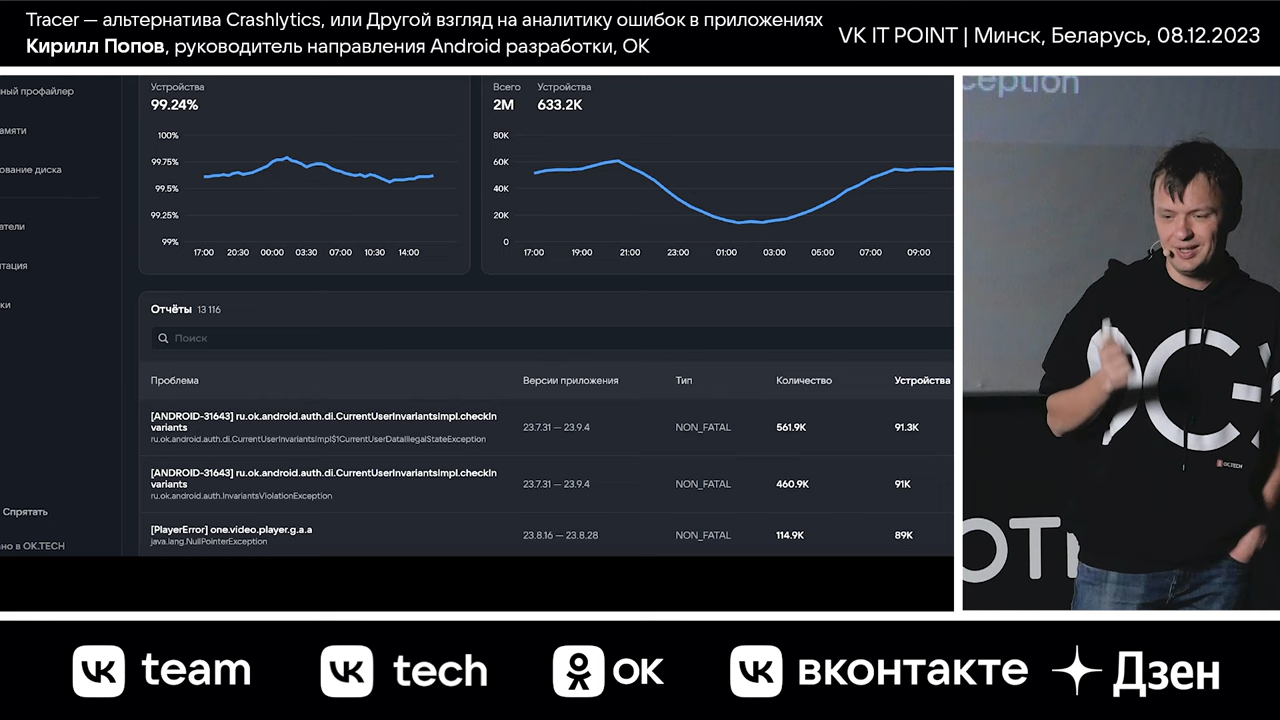 Tracer — альтернатива Crashlytics, или Другой взгляд на аналитику ошибок в приложениях
Кирилл Попов, руководитель направления Android разработки, ОК
VK IT POINT | Минск, Беларусь, 08.12.2023
ный профайлер
амяти
ование диска
атели
нтация
ки
Спрятать
ано в OK.TECH
Устройства
99.24%
100%
99.75%
99.5%
99.25%
99%
17:00 20:30 00:00 03:30 07:00 10:30 14:00
Всего Устройства
2M 633.2K
80K
60K
40K
20K
0
17:00 19:00 21:00 23:00 01:00 03:00 05:00 07:00 09:00
Отчёты 13 116
Поиск
Проблема Версии приложения Тип Количество Устройства
[ANDROID-31643] ru.ok.android.auth.di.CurrentUserInvariantsImpl.checkIn
variants
ru.ok.android.auth.di.CurrentUserInvariantsImpl$1CurrentUserDataIllegalStateException
23.7.31 — 23.9.4 NON_FATAL 561.9K 91.3K
[ANDROID-31643] ru.ok.android.auth.di.CurrentUserInvariantsImpl.checkIn
variants
ru.ok.android.auth.InvariantsViolationException
23.7.31 — 23.9.4 NON_FATAL 460.9K 91K
[PlayerError] one.video.player.g.a.a
java.lang.NullPointerException
23.8.16 — 23.8.28 NON_FATAL 114.9K 89K
ception
OK.TECH
team
tech
ОК
вконтакте
Дзен